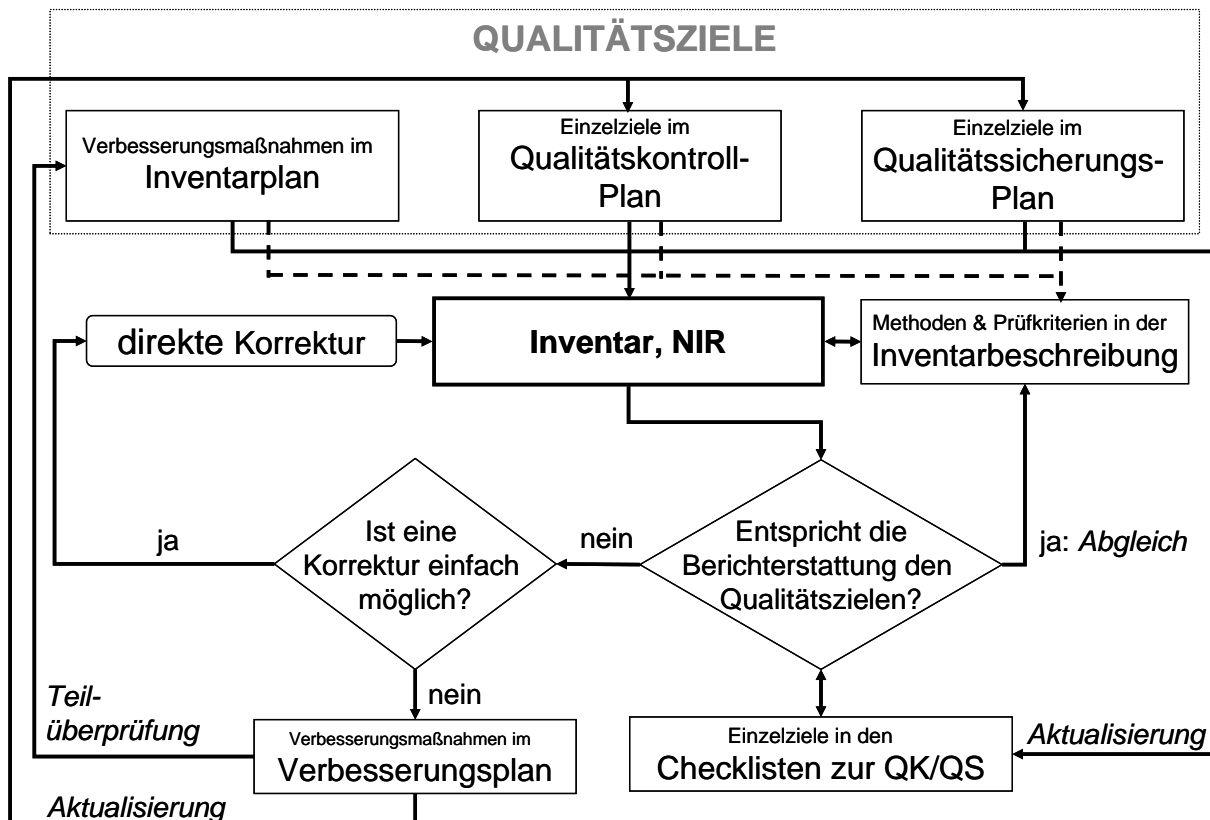 QUALITÄTSZIELE
Verbesserungsmaßnahmen im
Inventarplan
Einzelziele im
Qualitätskontroll-
Plan
Einzelziele im
Qualitätssicherungs-
Plan
direkte Korrektur
Inventar, NIR
Methoden & Prüfkriterien in der
Inventarbeschreibung
ja
Ist eine
Korrektur einfach
möglich?
nein
Entspricht die
Berichterstattung den
Qualitätszielen?
ja: Abgleich
Teil-
überprüfung
nein
Verbesserungsmaßnahmen im
Verbesserungsplan
Einzelziele in den
Checklisten zur QK/QS
Aktualisierung
Aktualisierung